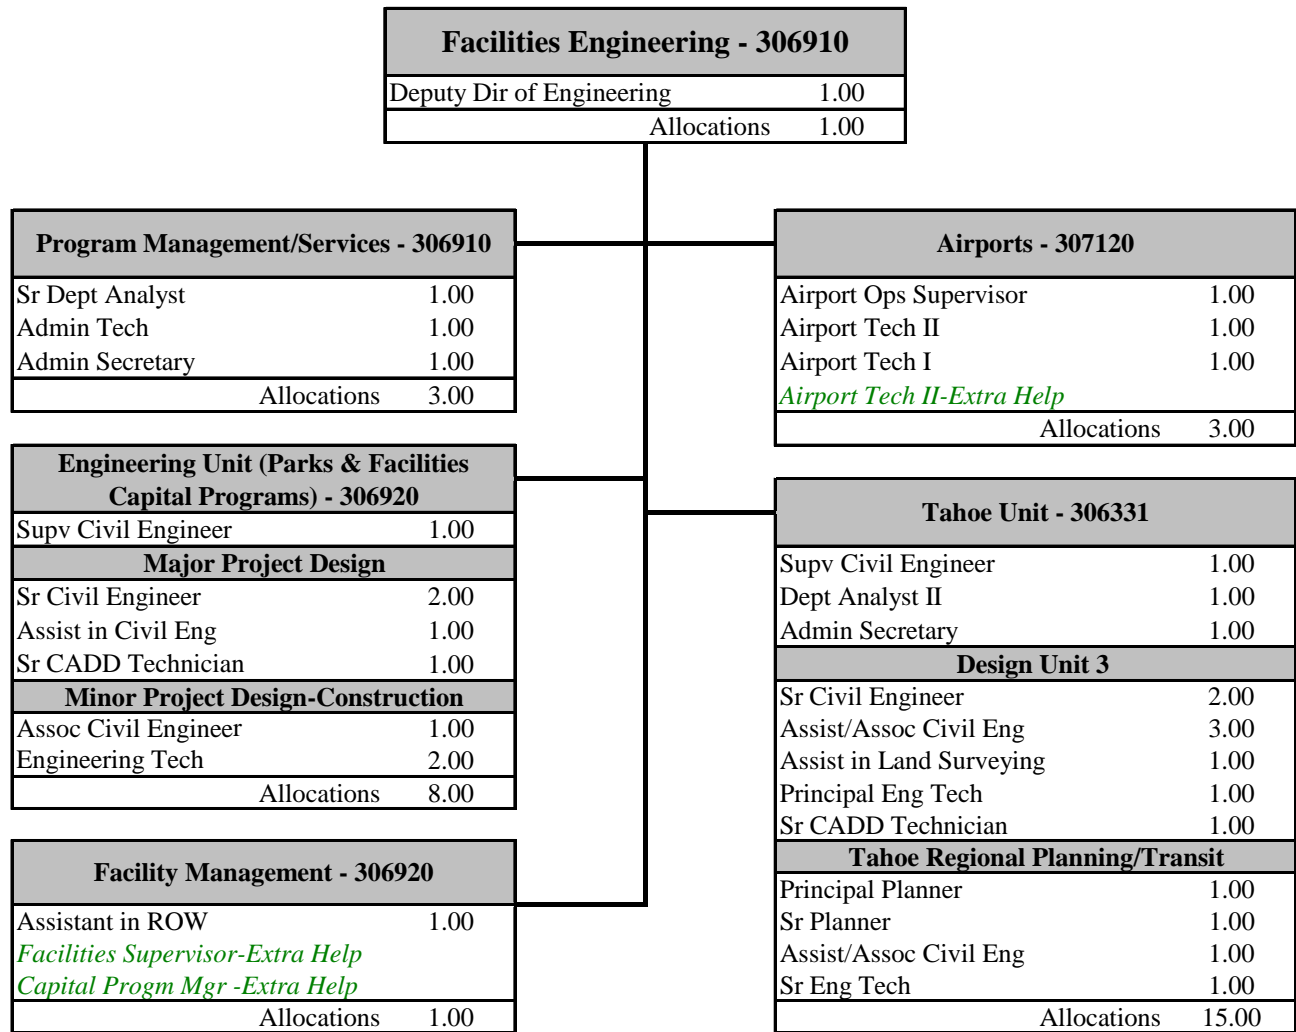 Facilities Engineering - 306910
Deputy Dir of Engineering 1.00
Allocations 1.00
Program Management/Services - 306910
Sr Dept Analyst 1.00
Admin Tech 1.00
Admin Secretary 1.00
Allocations 3.00
Engineering Unit (Parks & Facilities
Capital Programs) - 306920
Supv Civil Engineer 1.00
Major Project Design
Sr Civil Engineer 2.00
Assist in Civil Eng 1.00
Sr CADD Technician 1.00
Minor Project Design-Construction
Assoc Civil Engineer 1.00
Engineering Tech 2.00
Allocations 8.00
Facility Management - 306920
Assistant in ROW 1.00
Facilities Supervisor-Extra Help
Capital Progm Mgr -Extra Help
Allocations 1.00
Airports - 307120
Airport Ops Supervisor 1.00
Airport Tech II 1.00
Airport Tech I 1.00
Airport Tech II-Extra Help
Allocations 3.00
Tahoe Unit - 306331
Supv Civil Engineer 1.00
Dept Analyst II 1.00
Admin Secretary 1.00
Design Unit 3
Sr Civil Engineer 2.00
Assist/Assoc Civil Eng 3.00
Assist in Land Surveying 1.00
Principal Eng Tech 1.00
Sr CADD Technician 1.00
Tahoe Regional Planning/Transit
Principal Planner 1.00
Sr Planner 1.00
Assist/Assoc Civil Eng 1.00
Sr Eng Tech 1.00
Allocations 15.00